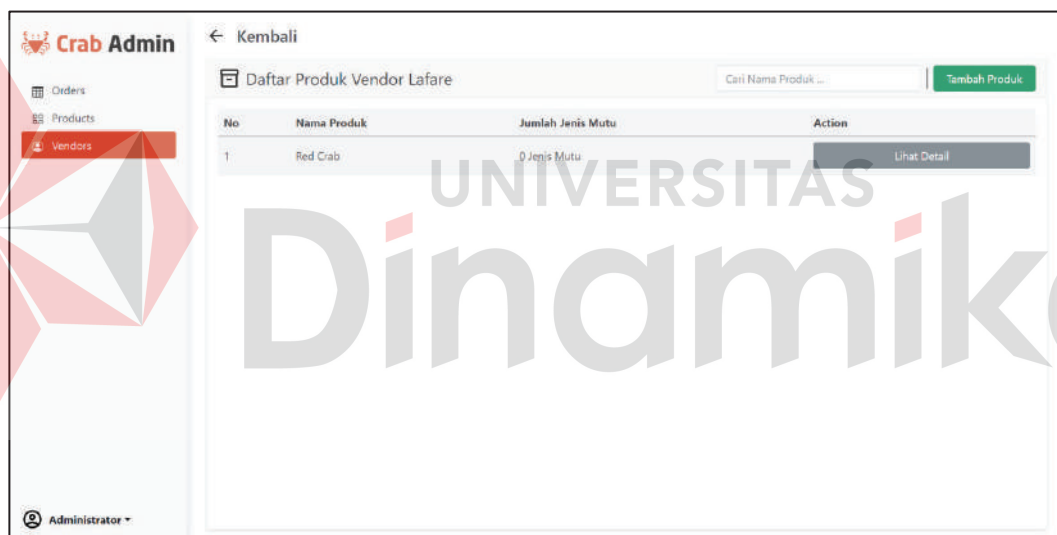 Crab Admin
Orders
Products
Vendors
Administrator
← Kembali
Daftar Produk Vendor Lafare
Cari Nama Produk ...
Tambah Produk
No Nama Produk Jumlah Jenis Mutu Action
1 Red Crab 0 Jenis Mutu Lihat Detail
UNIVERSITAS
Dinamika